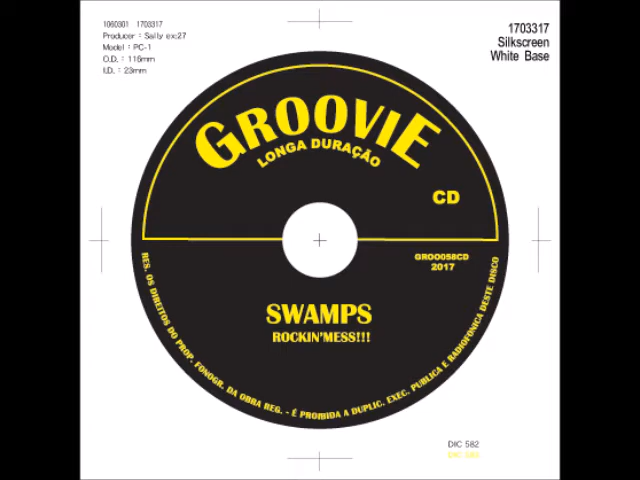 1060301 1703317
Producer : Sally ex:27
Model : PC-1
O.D. : 116mm
I.D. : 23mm
1703317
Silkscreen
White Base
GROOVIE
LONGA DURAÇÃO
CD
GROO058CD
2017
SWAMPS
ROCKIN'MESS!!!
RES. OS DIREITOS DO PROP. FONOGR. DA OBRA REG. - É PROIBIDA A DUPLIC. EXEC. PUBLICA E RADIOFONICA DESTE DISCO
DIC 582